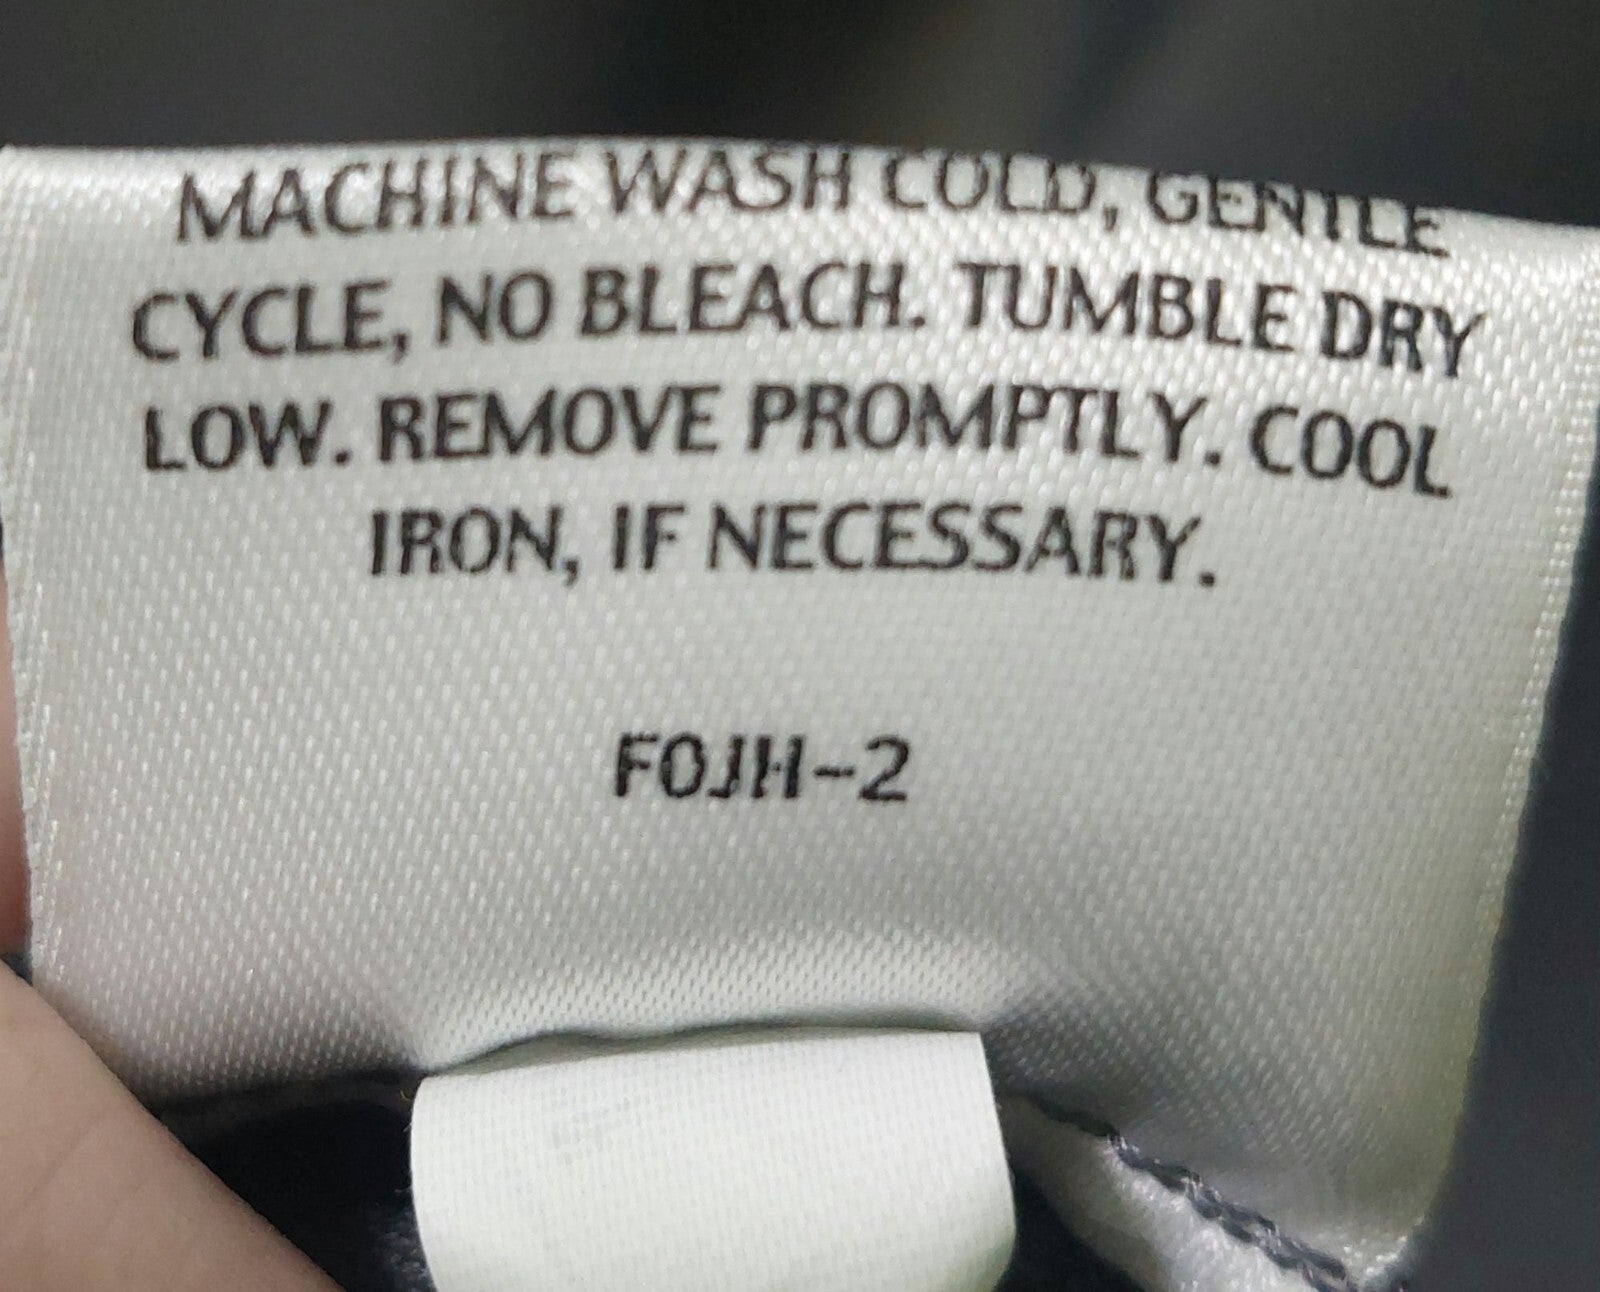 MACHINE WASH COLD, GENTLE
CYCLE, NO BLEACH. TUMBLE DRY
LOW. REMOVE PROMPTLY. COOL
IRON, IF NECESSARY.
F0JH-2